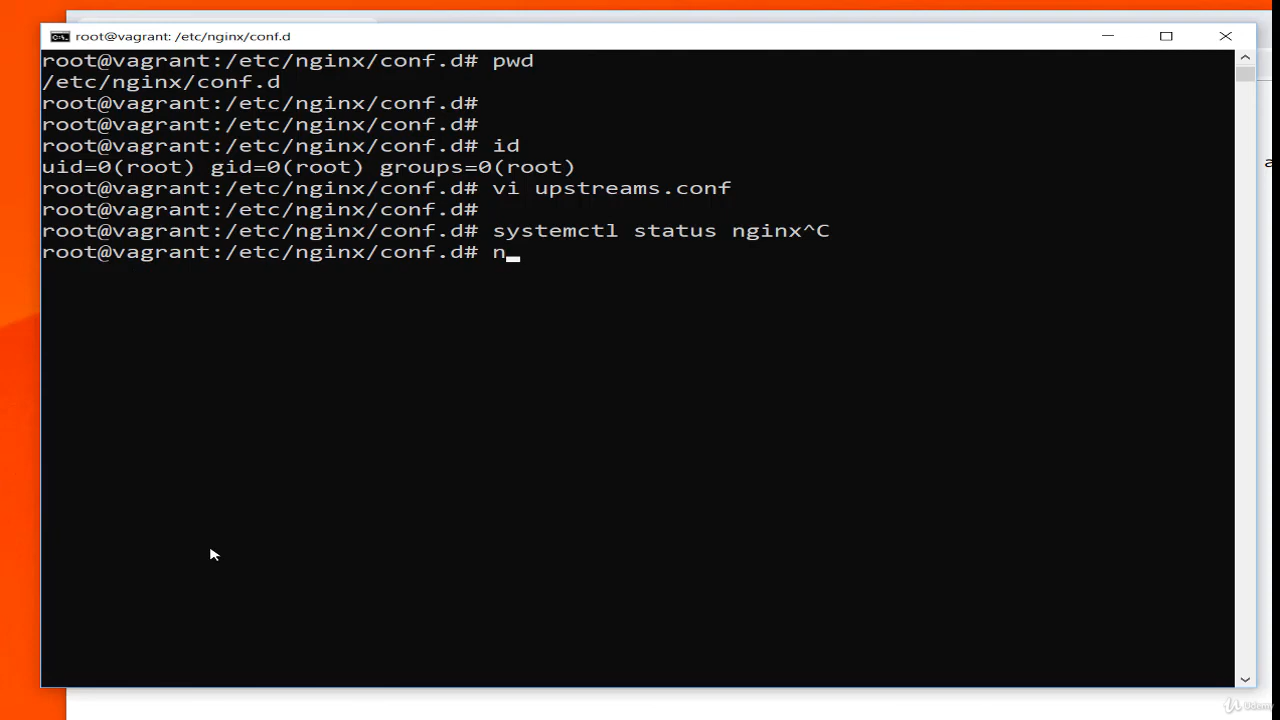 root@vagrant: /etc/nginx/conf.d
root@vagrant:/etc/nginx/conf.d# pwd
/etc/nginx/conf.d
root@vagrant:/etc/nginx/conf.d#
root@vagrant:/etc/nginx/conf.d#
root@vagrant:/etc/nginx/conf.d# id
uid=0(root) gid=0(root) groups=0(root)
root@vagrant:/etc/nginx/conf.d# vi upstreams.conf
root@vagrant:/etc/nginx/conf.d#
root@vagrant:/etc/nginx/conf.d# systemctl status nginx^C
root@vagrant:/etc/nginx/conf.d# n
Udemy